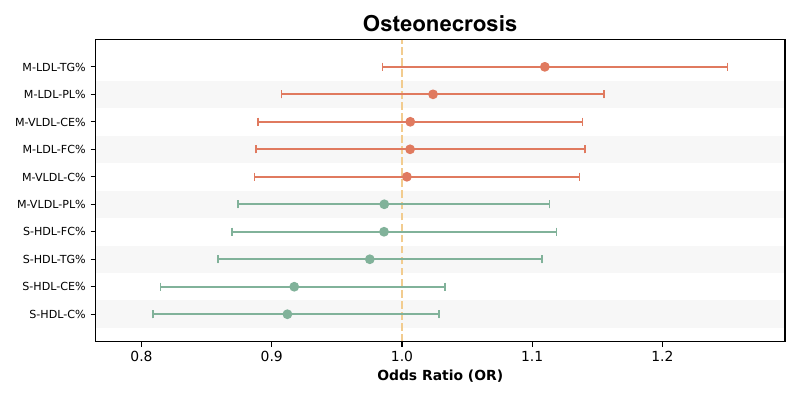 Osteonecrosis
M-LDL-TG%
M-LDL-PL%
M-VLDL-CE%
M-LDL-FC%
M-VLDL-C%
M-VLDL-PL%
S-HDL-FC%
S-HDL-TG%
S-HDL-CE%
S-HDL-C%
0.8 0.9 1.0 1.1 1.2
Odds Ratio (OR)